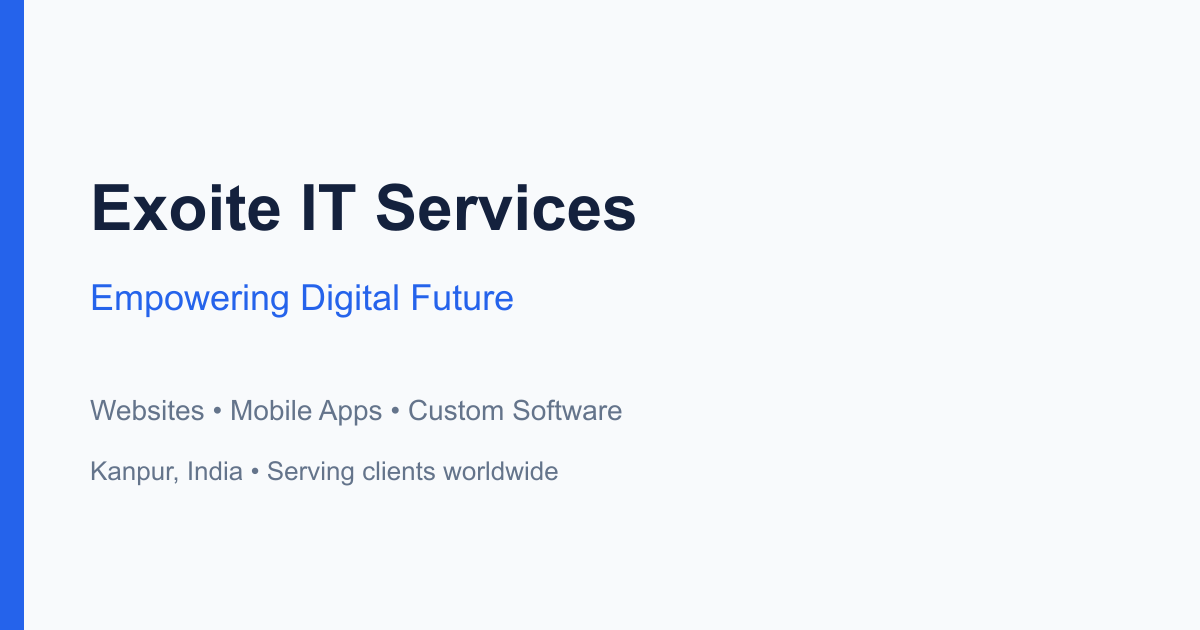 Exoite IT Services
Empowering Digital Future
Websites • Mobile Apps • Custom Software
Kanpur, India • Serving clients worldwide